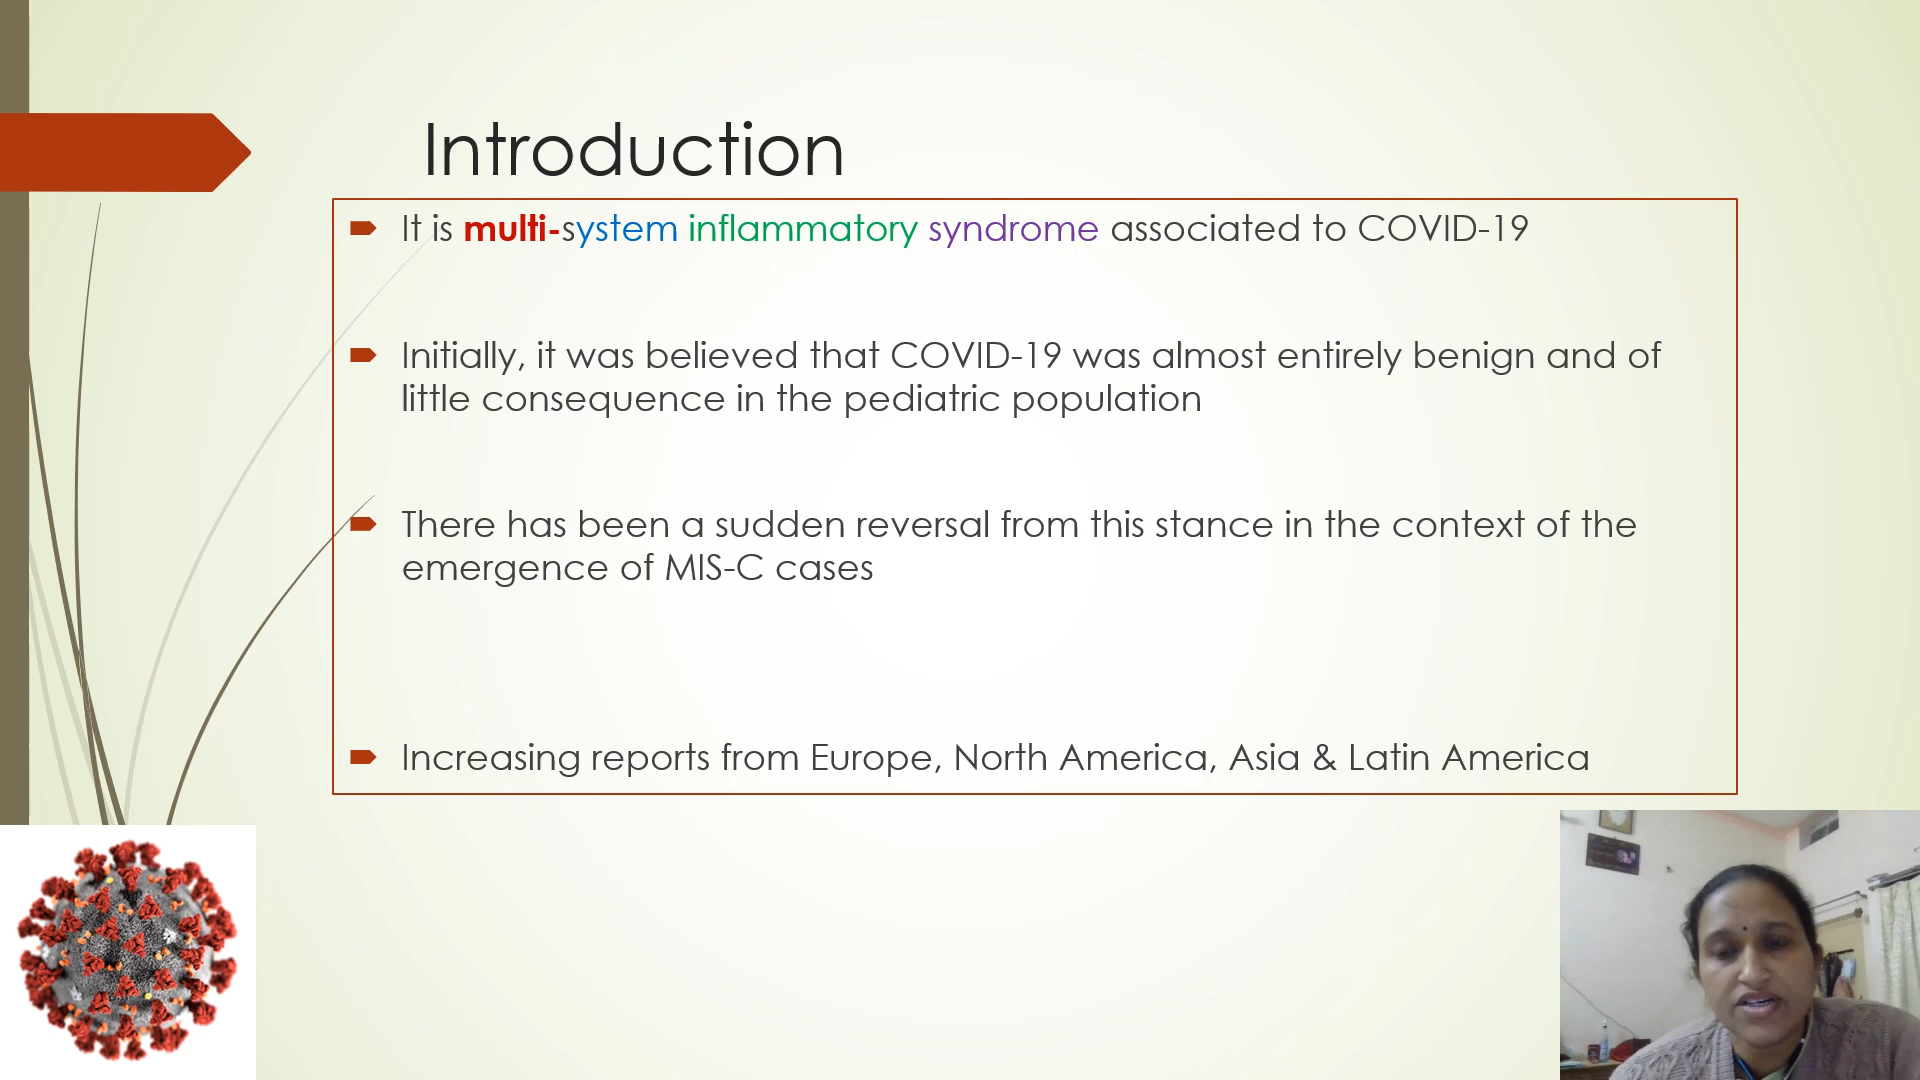 Introduction
It is multi-system inflammatory syndrome associated to COVID-19
Initially, it was believed that COVID-19 was almost entirely benign and of
little consequence in the pediatric population
There has been a sudden reversal from this stance in the context of the
emergence of MIS-C cases
Increasing reports from Europe, North America, Asia & Latin America